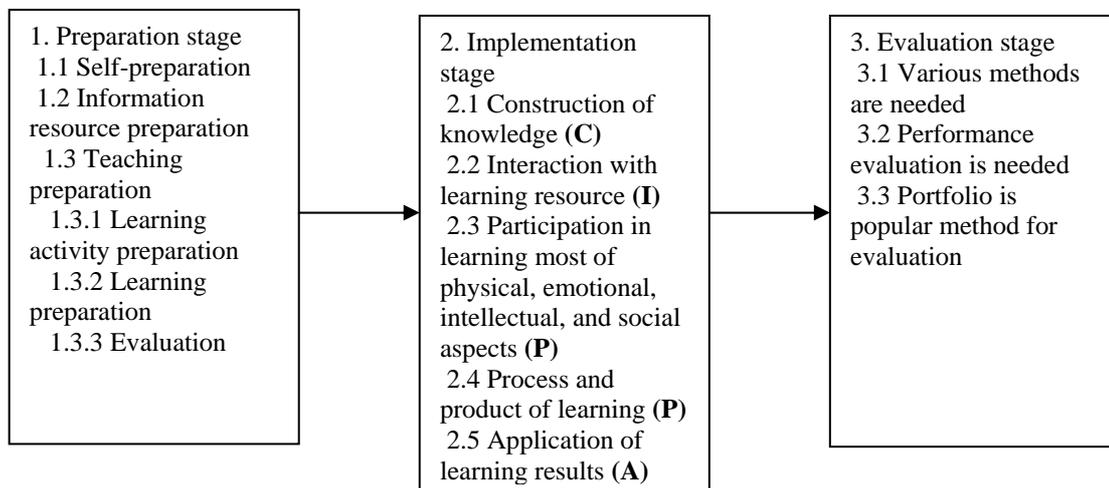 1. Preparation stage
1.1 Self-preparation
1.2 Information
resource preparation
1.3 Teaching
preparation
1.3.1 Learning
activity preparation
1.3.2 Learning
preparation
1.3.3 Evaluation
2. Implementation
stage
2.1 Construction of
knowledge (C)
2.2 Interaction with
learning resource (I)
2.3 Participation in
learning most of
physical, emotional,
intellectual, and social
aspects (P)
2.4 Process and
product of learning (P)
2.5 Application of
learning results (A)
3. Evaluation stage
3.1 Various methods
are needed
3.2 Performance
evaluation is needed
3.3 Portfolio is
popular method for
evaluation